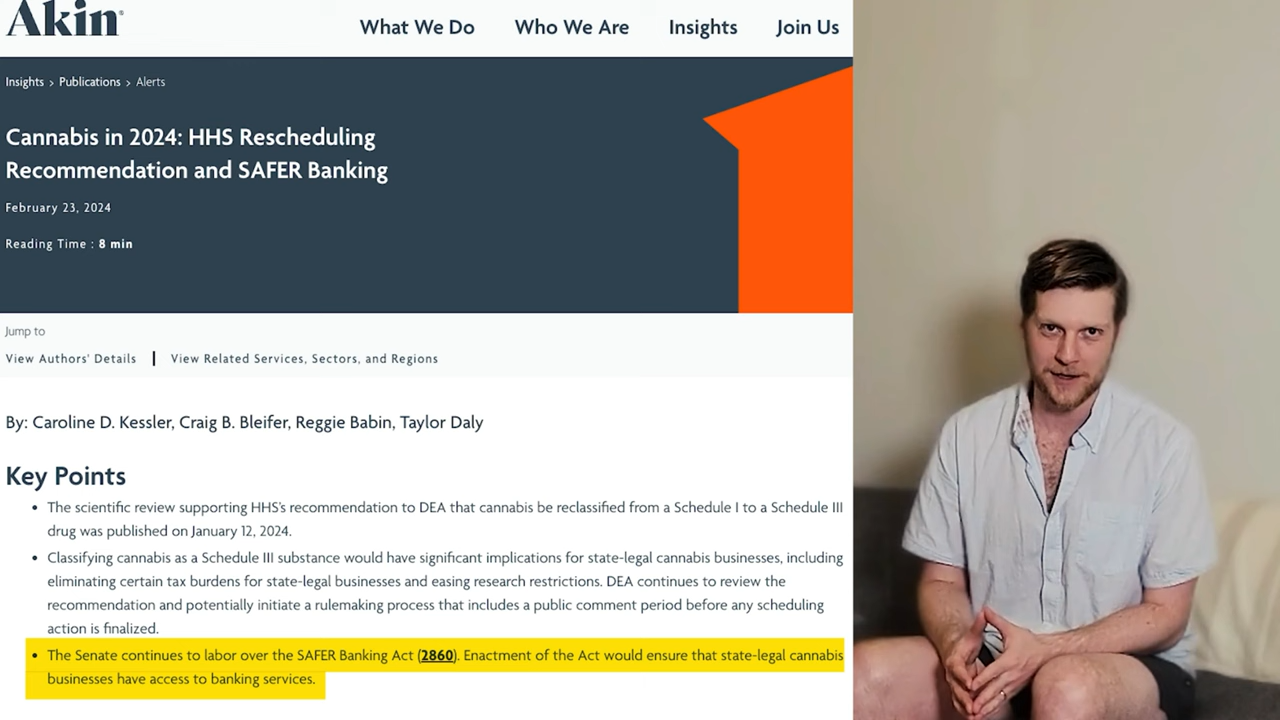 Akin
What We Do
Who We Are
Insights
Join Us
Insights > Publications > Alerts
Cannabis in 2024: HHS Rescheduling
Recommendation and SAFER Banking
February 23, 2024
Reading Time : 8 min
Jump to
View Authors' Details | View Related Services, Sectors, and Regions
By: Caroline D. Kessler, Craig B. Bleifer, Reggie Babin, Taylor Daly
Key Points
• The scientific review supporting HHS's recommendation to DEA that cannabis be reclassified from a Schedule I to a Schedule III
drug was published on January 12, 2024.
• Classifying cannabis as a Schedule III substance would have significant implications for state-legal cannabis businesses, including
eliminating certain tax burdens for state-legal businesses and easing research restrictions. DEA continues to review the
recommendation and potentially initiate a rulemaking process that includes a public comment period before any scheduling
action is finalized.
• The Senate continues to labor over the SAFER Banking Act (2860). Enactment of the Act would ensure that state-legal cannabis
businesses have access to banking services.